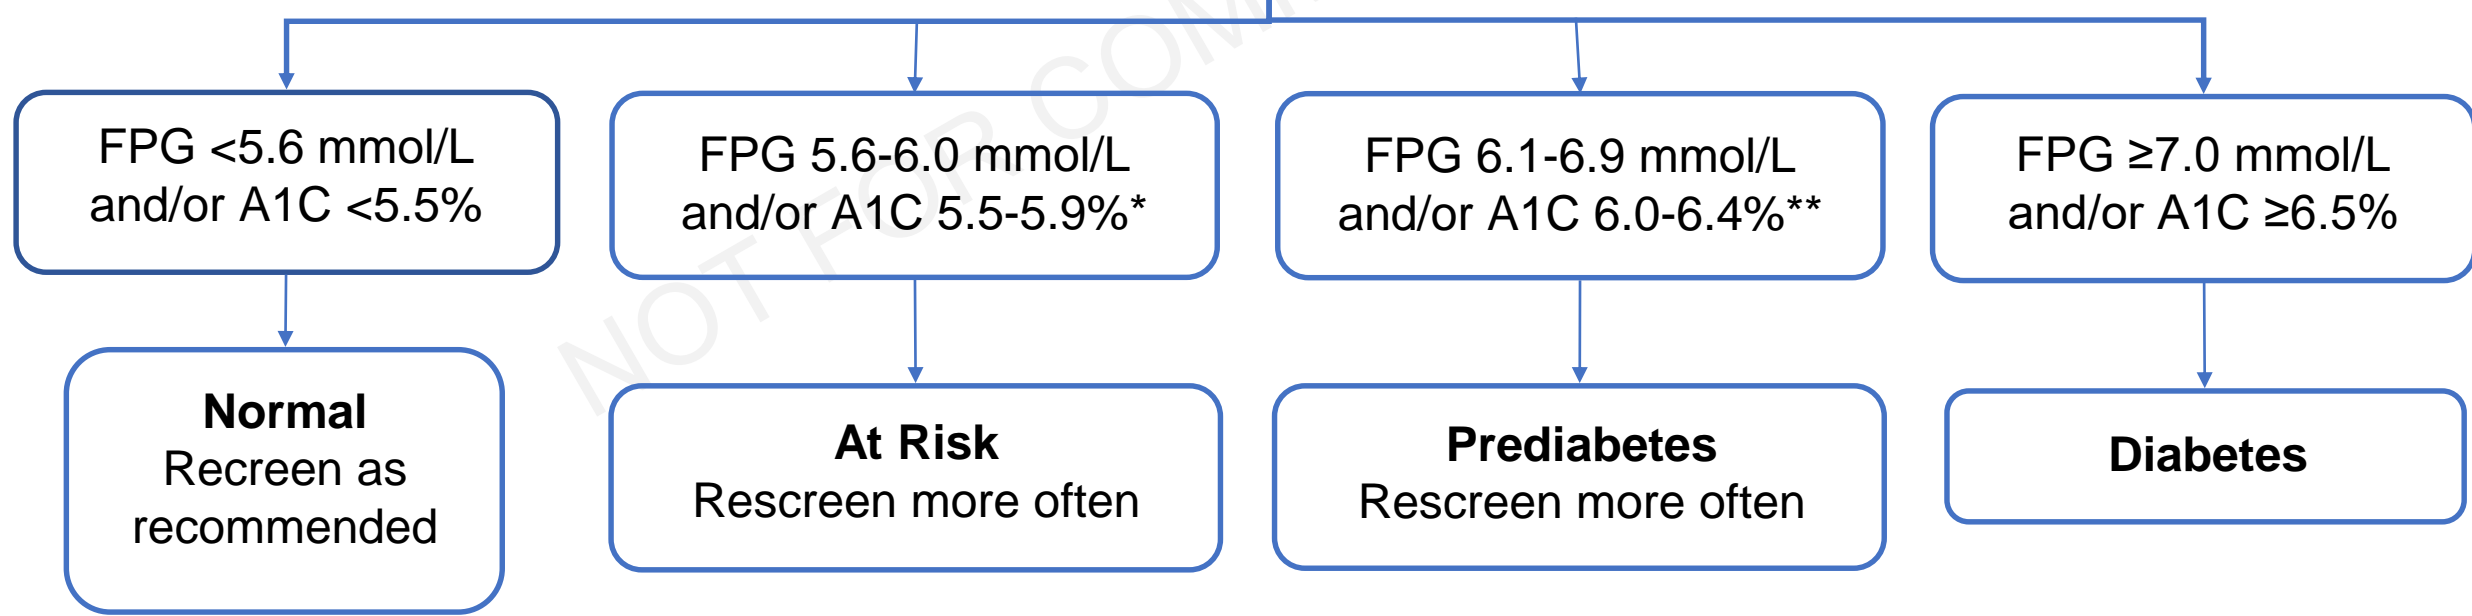 FPG <5.6 mmol/L
and/or A1C <5.5%
FPG 5.6-6.0 mmol/L
and/or A1C 5.5-5.9%*
FPG 6.1-6.9 mmol/L
and/or A1C 6.0-6.4%**
FPG ≥7.0 mmol/L
and/or A1C ≥6.5%
Normal
Recreen as
recommended
At Risk
Rescreen more often
Prediabetes
Rescreen more often
Diabetes
NOT FOR